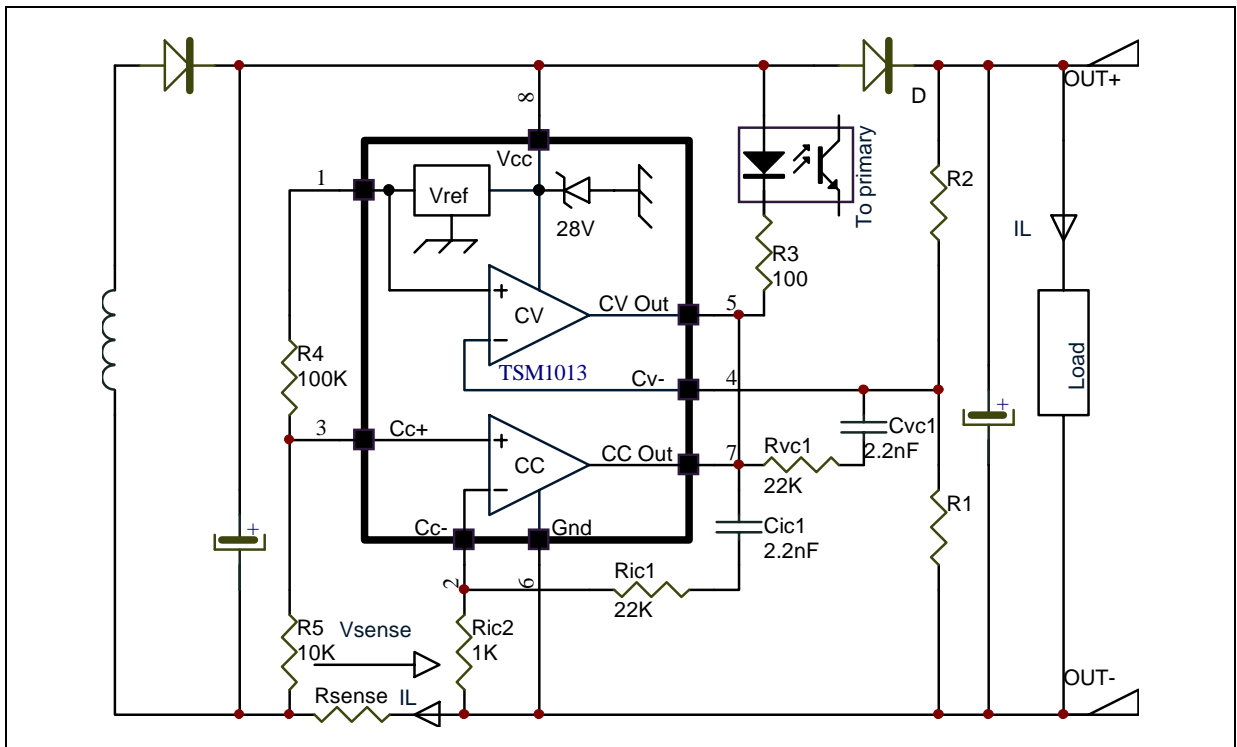 OUT+
D
8
Vcc
1
Vref
28V
To primary
R2
IL
R3
100
+
CV
CV Out
5
−
TSM1013
Cv-
4
R4
100K
Load
+
Cvc1
2.2nF
3
Cc+
+
CC
CC Out
7
Rvc1
22K
−
R1
Cc-
Gnd
Cic1
2.2nF
+
2
6
Ric1
22K
R5
10K
Vsense
Ric2
1K
Rsense
IL
OUT-